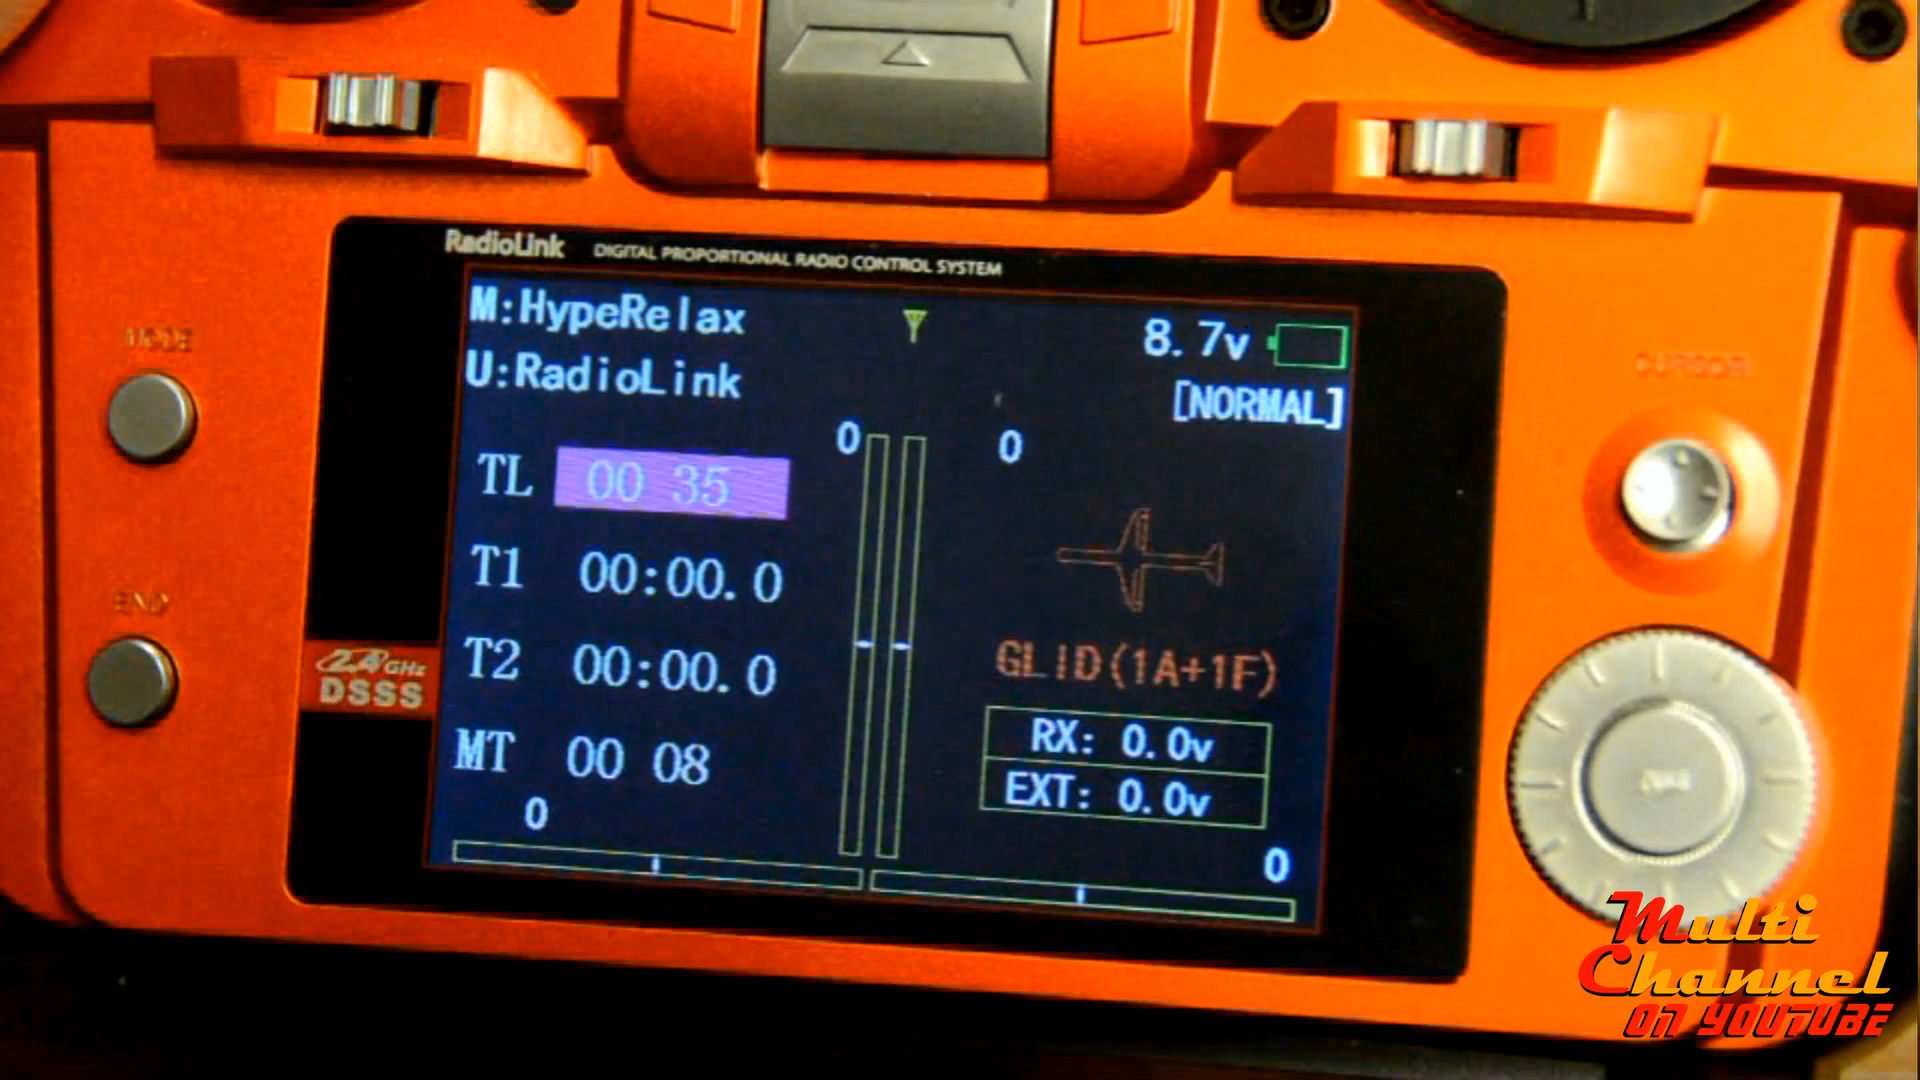 RadioLink DIGITAL PROPORTIONAL RADIO CONTROL SYSTEM
M:HypeRelax
8.7v
U:RadioLink
[NORMAL]
0
0
TL 00 35
T1 00:00.0
T2 00:00.0
MT 00 08
GLID(1A+1F)
RX: 0.0v
EXT: 0.0v
0
0
MODE
END
2.4GHz
DSSS
CURSOR
Multi
Channel
ON YOUTUBE